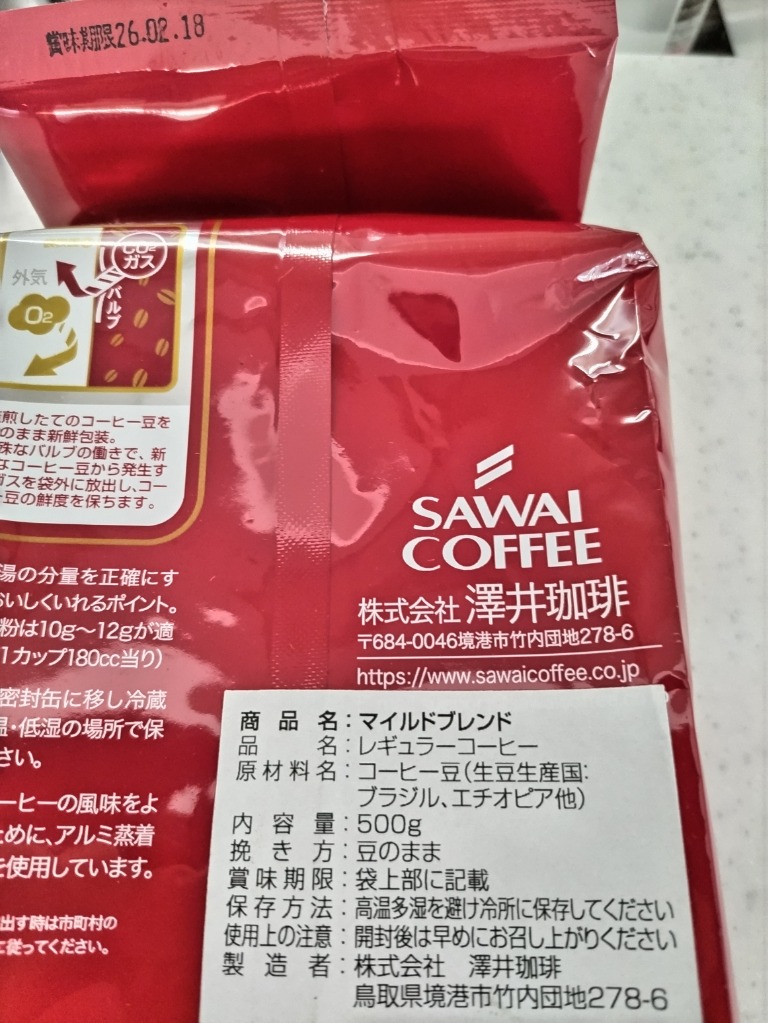 賞味期限26.02.18
CO₂
ガス
外気
バルブ
O₂
煎したてのコーヒー豆を
のまま新鮮包装。
殊なバルブの働きで、新
なコーヒー豆から発生す
ガスを袋外に放出し、コー
豆の鮮度を保ちます。
湯の分量を正確にす
おいしくいれるポイント。
粉は10g〜12gが適
1カップ180cc当り)
密封缶に移し冷蔵
温・低湿の場所で保
さい。
ーヒーの風味をよ
ために、アルミ蒸着
を使用しています。
出す時は市町村の
に従ってください。
SAWAI
COFFEE
株式会社 澤井珈琲
〒684-0046境港市竹内団地278-6
https://www.sawaicoffee.co.jp
商品名:マイルドブレンド
品名:レギュラーコーヒー
原材料名:コーヒー豆(生豆生産国:
ブラジル、エチオピア他)
内容量:500g
挽き方:豆のまま
賞味期限:袋上部に記載
保存方法:高温多湿を避け冷所に保存してください
使用上の注意:開封後は早めにお召し上がりください
製造者:株式会社 澤井珈琲
鳥取県境港市竹内団地278-6